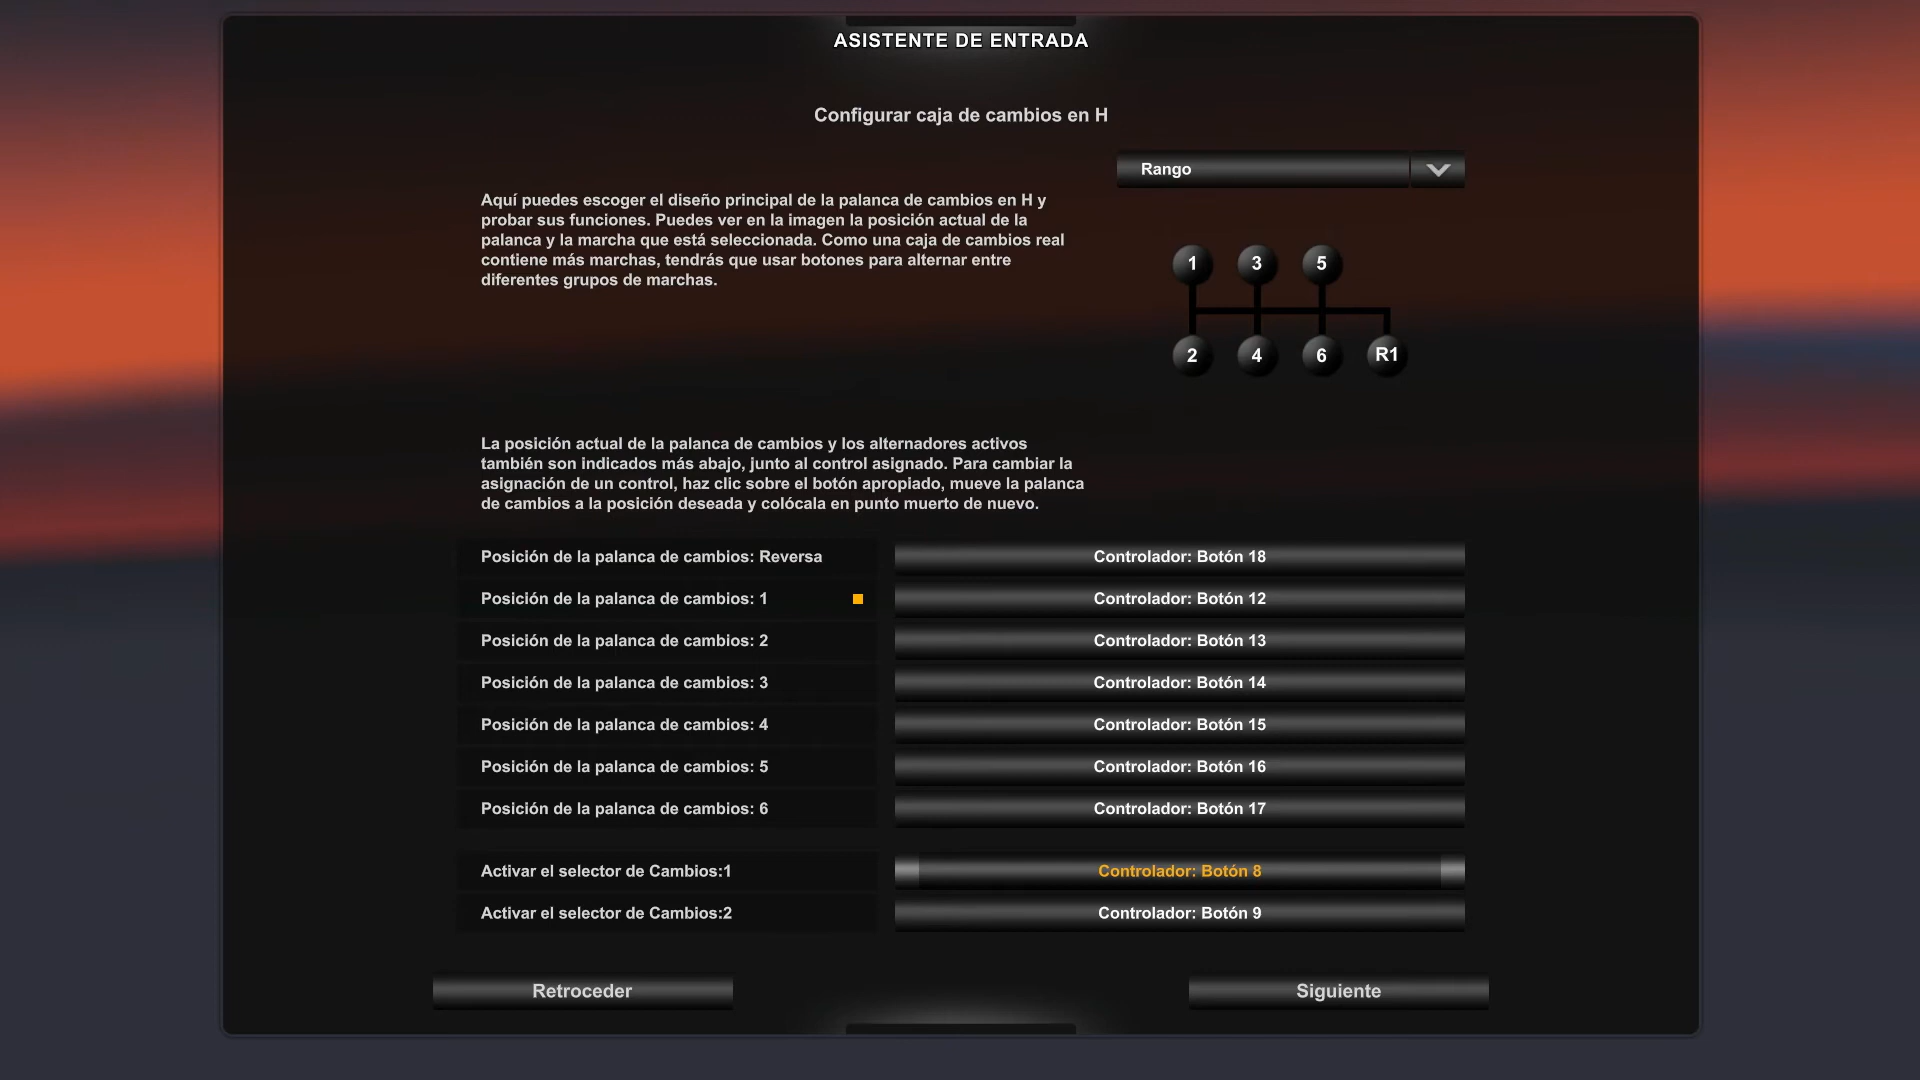 ASISTENTE DE ENTRADA
Configurar caja de cambios en H
Rango
Aquí puedes escoger el diseño principal de la palanca de cambios en H y
probar sus funciones. Puedes ver en la imagen la posición actual de la
palanca y la marcha que está seleccionada. Como una caja de cambios real
contiene más marchas, tendrás que usar botones para alternar entre
diferentes grupos de marchas.
1 3 5
2 4 6 R1
La posición actual de la palanca de cambios y los alternadores activos
también son indicados más abajo, junto al control asignado. Para cambiar la
asignación de un control, haz clic sobre el botón apropiado, mueve la palanca
de cambios a la posición deseada y colócala en punto muerto de nuevo.
Posición de la palanca de cambios: Reversa Controlador: Botón 18
Posición de la palanca de cambios: 1 Controlador: Botón 12
Posición de la palanca de cambios: 2 Controlador: Botón 13
Posición de la palanca de cambios: 3 Controlador: Botón 14
Posición de la palanca de cambios: 4 Controlador: Botón 15
Posición de la palanca de cambios: 5 Controlador: Botón 16
Posición de la palanca de cambios: 6 Controlador: Botón 17
Activar el selector de Cambios:1 Controlador: Botón 8
Activar el selector de Cambios:2 Controlador: Botón 9
Retroceder Siguiente